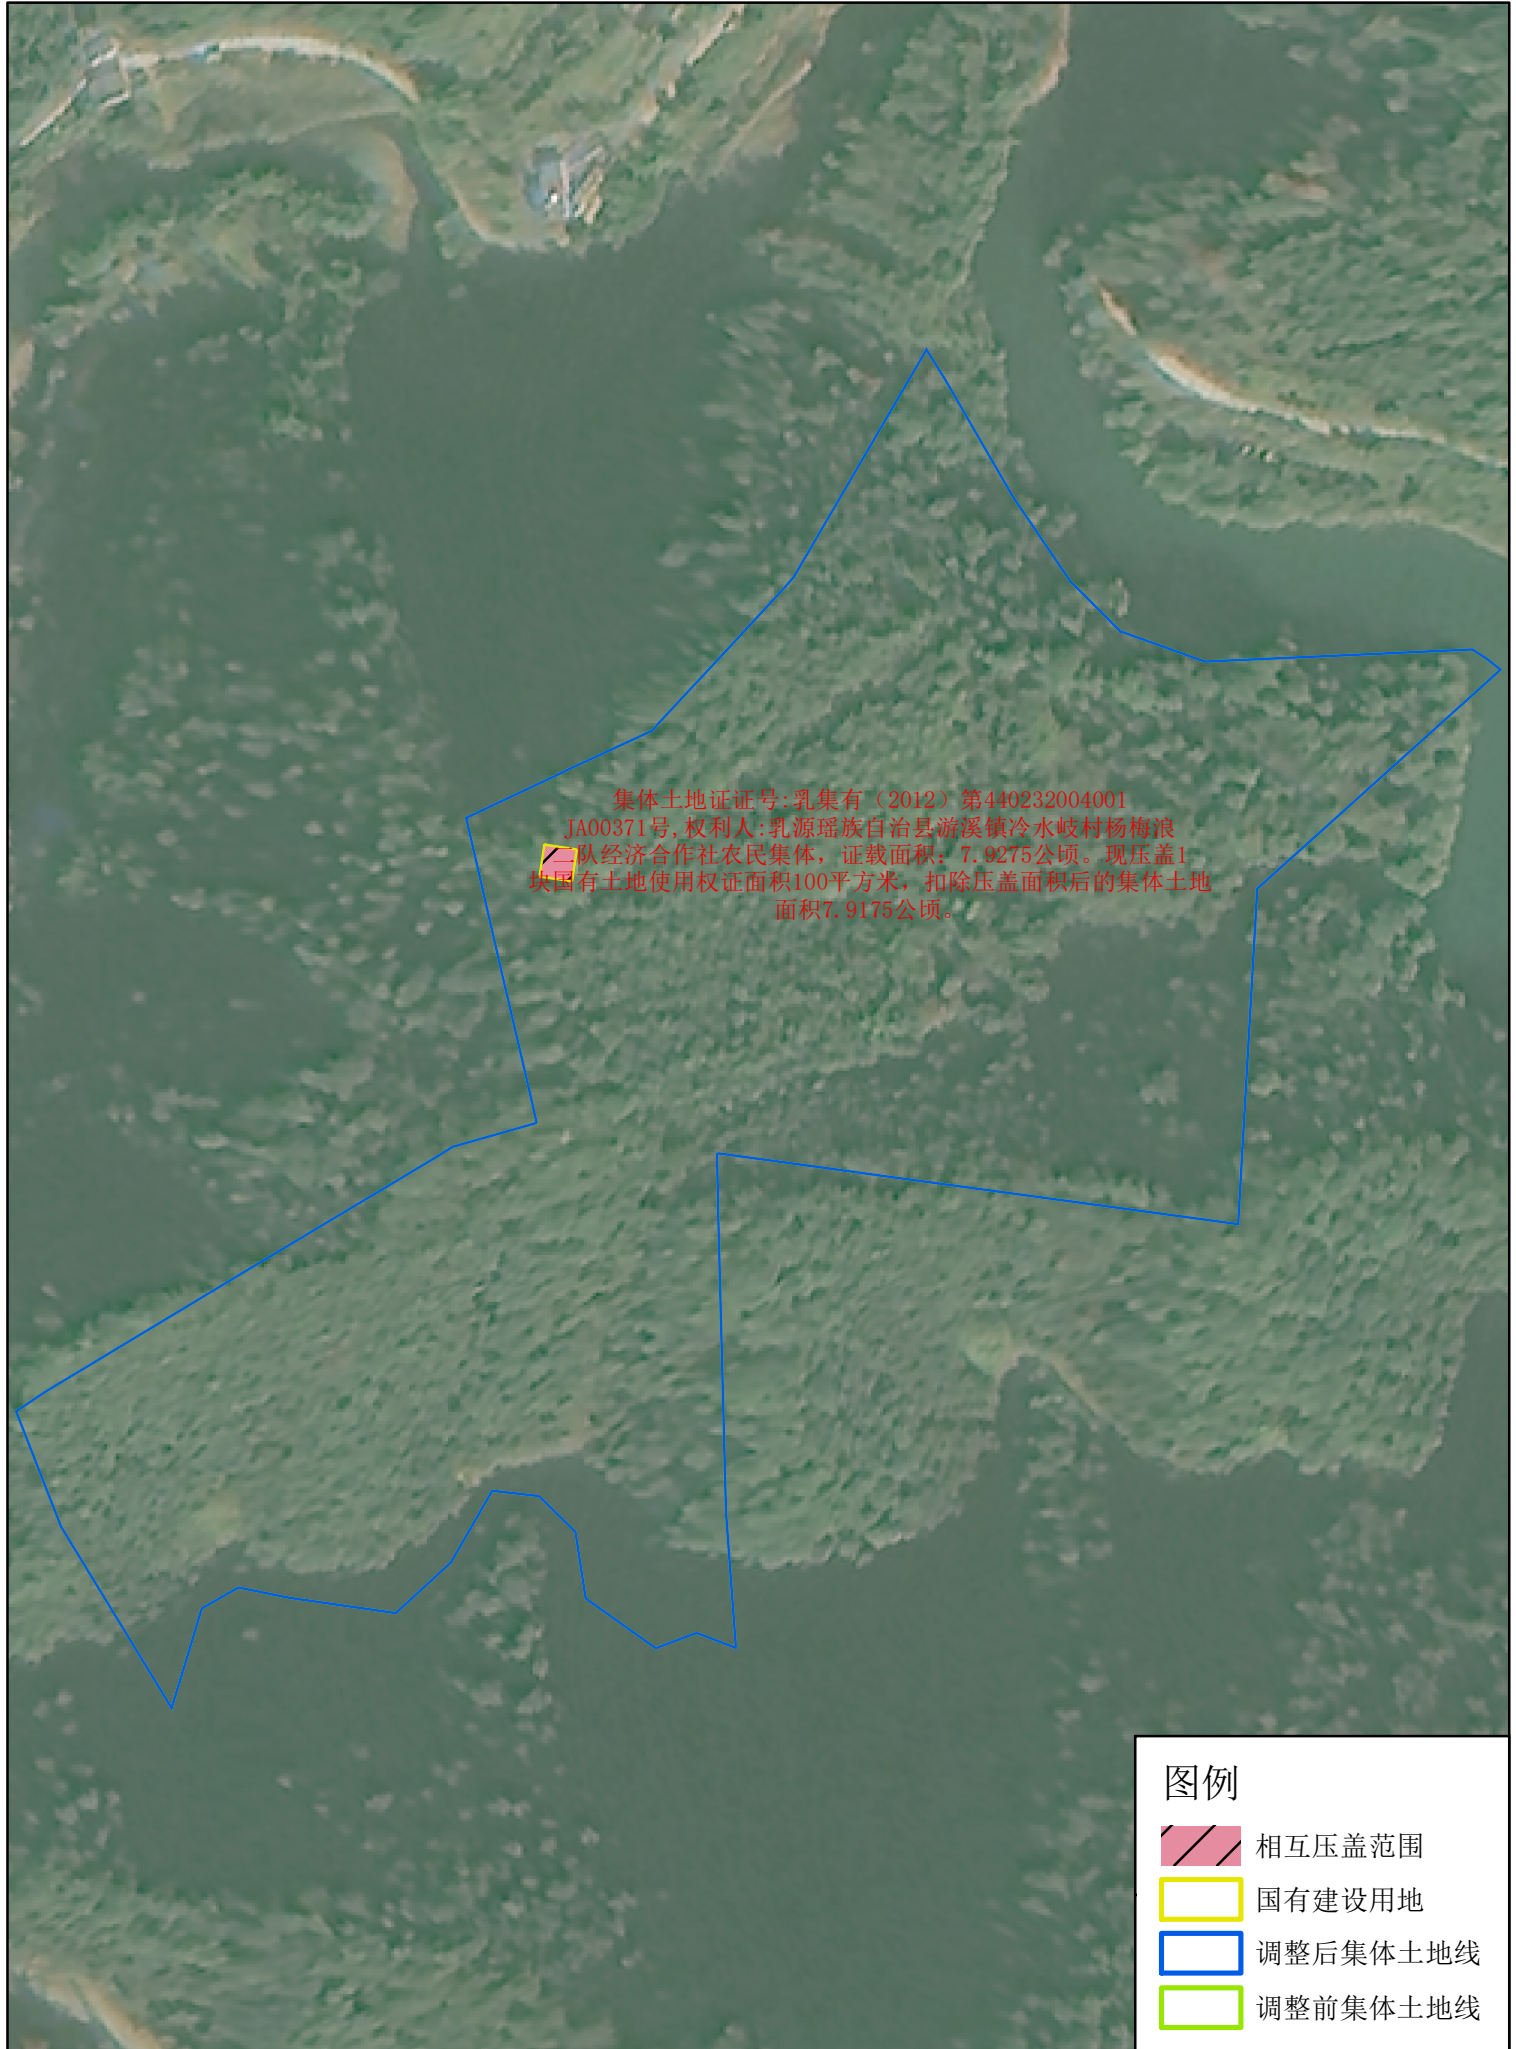 集体土地证证号:乳集有（2012）第440232004001
JA00371号,权利人:乳源瑶族自治县游溪镇冷水岐村杨梅浪
二队经济合作社农民集体，证载面积：7.9275公顷。现压盖1
块国有土地使用权证面积100平方米，扣除压盖面积后的集体土地
面积7.9175公顷。
图例
相互压盖范围
国有建设用地
调整后集体土地线
调整前集体土地线